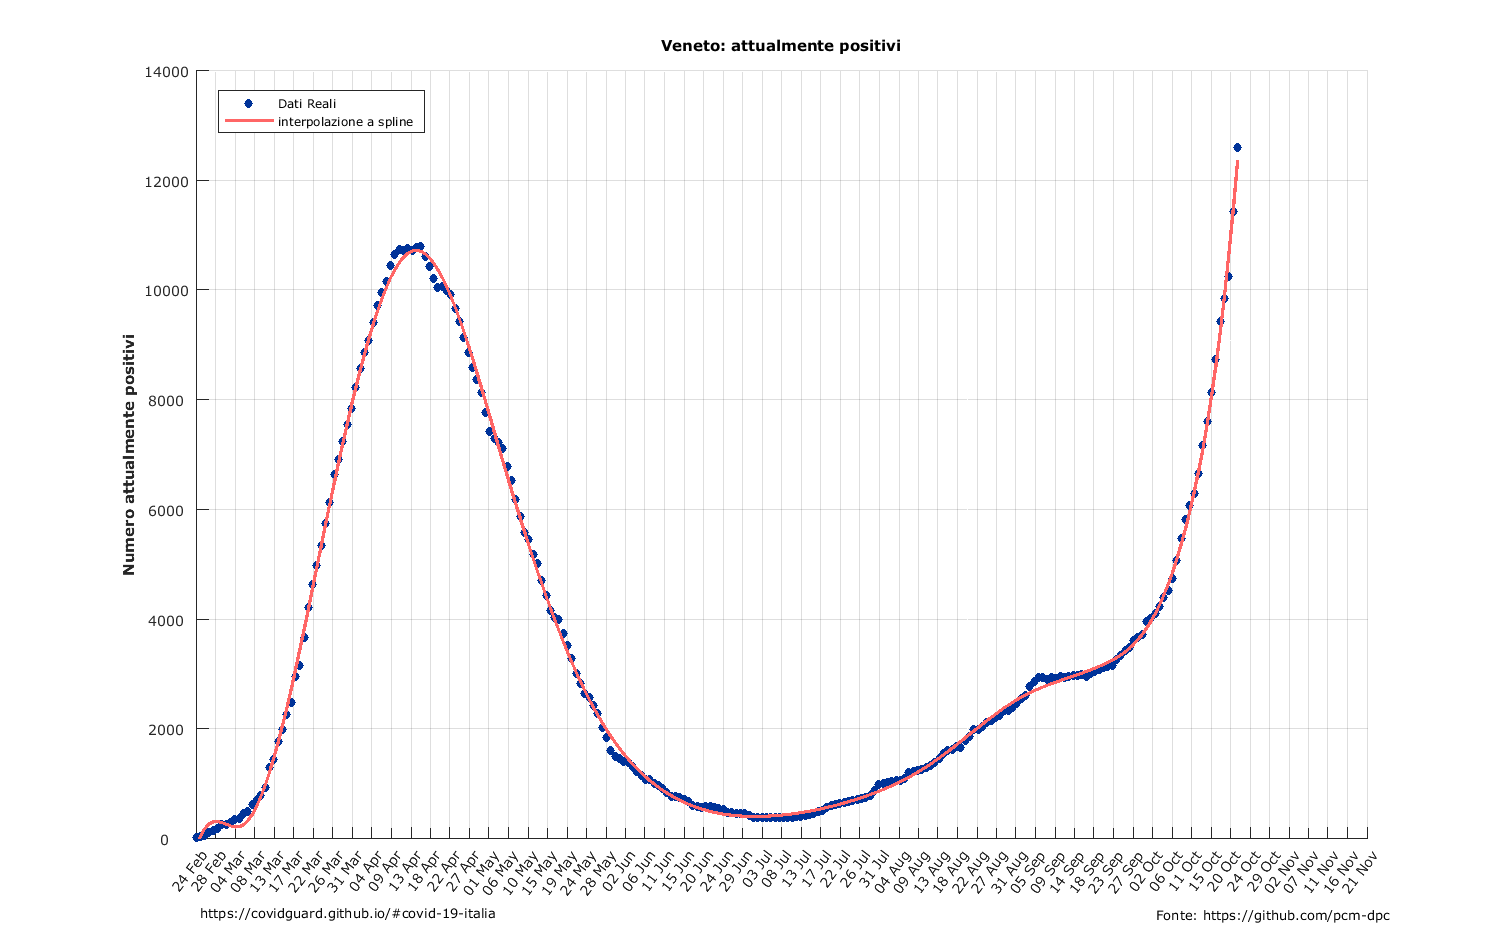 Veneto: attualmente positivi
14000
12000
10000
8000
6000
4000
2000
0
Numero attualmente positivi
Dati Reali
interpolazione a spline
24 Feb
28 Feb
04 Mar
08 Mar
13 Mar
17 Mar
22 Mar
26 Mar
31 Mar
04 Apr
09 Apr
13 Apr
18 Apr
22 Apr
27 Apr
01 May
06 May
10 May
15 May
19 May
24 May
28 May
02 Jun
06 Jun
11 Jun
15 Jun
20 Jun
24 Jun
29 Jun
03 Jul
08 Jul
13 Jul
17 Jul
22 Jul
26 Jul
31 Jul
04 Aug
09 Aug
13 Aug
18 Aug
22 Aug
27 Aug
31 Aug
05 Sep
09 Sep
14 Sep
18 Sep
23 Sep
27 Sep
02 Oct
06 Oct
11 Oct
15 Oct
20 Oct
24 Oct
29 Oct
02 Nov
07 Nov
11 Nov
16 Nov
21 Nov
https://covidguard.github.io/#covid-19-italia
Fonte: https://github.com/pcm-dpc